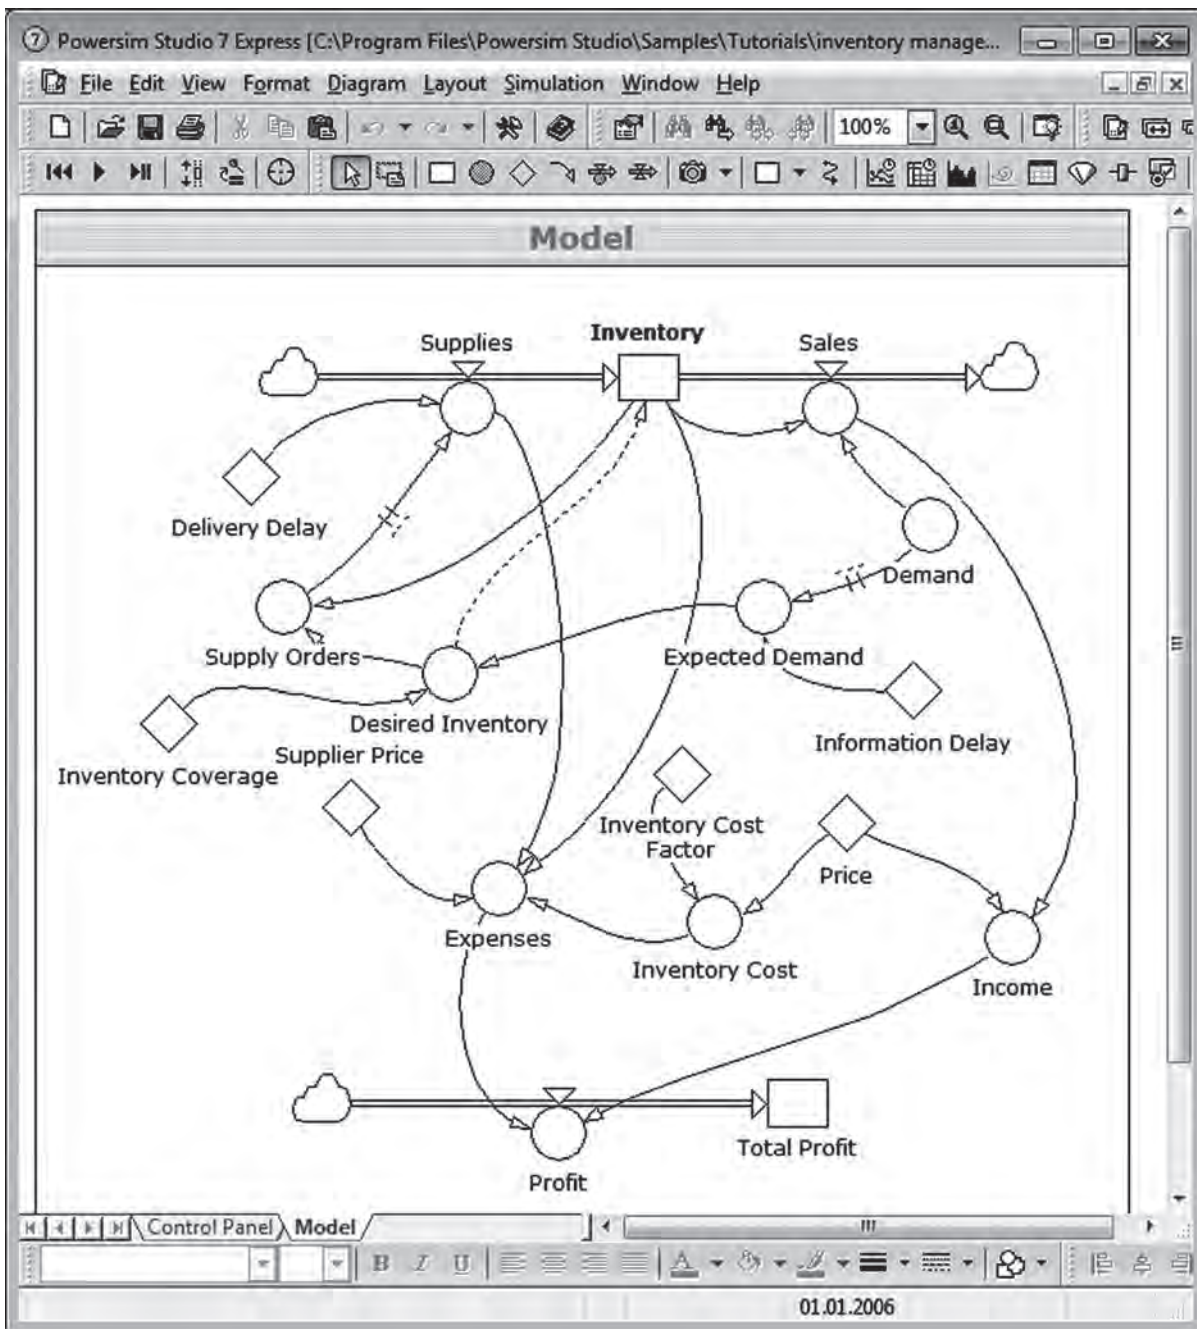 Powersim Studio 7 Express [C:\Program Files\Powersim Studio\Samples\Tutorials\inventory manage...
File Edit View Format Diagram Layout Simulation Window Help
100%
Model
Supplies
Inventory
Sales
Delivery Delay
Demand
Supply Orders
Expected Demand
Desired Inventory
Information Delay
Supplier Price
Inventory Coverage
Inventory Cost
Factor
Price
Expenses
Inventory Cost
Income
Total Profit
Profit
Control Panel Model
B I U A
01.01.2006